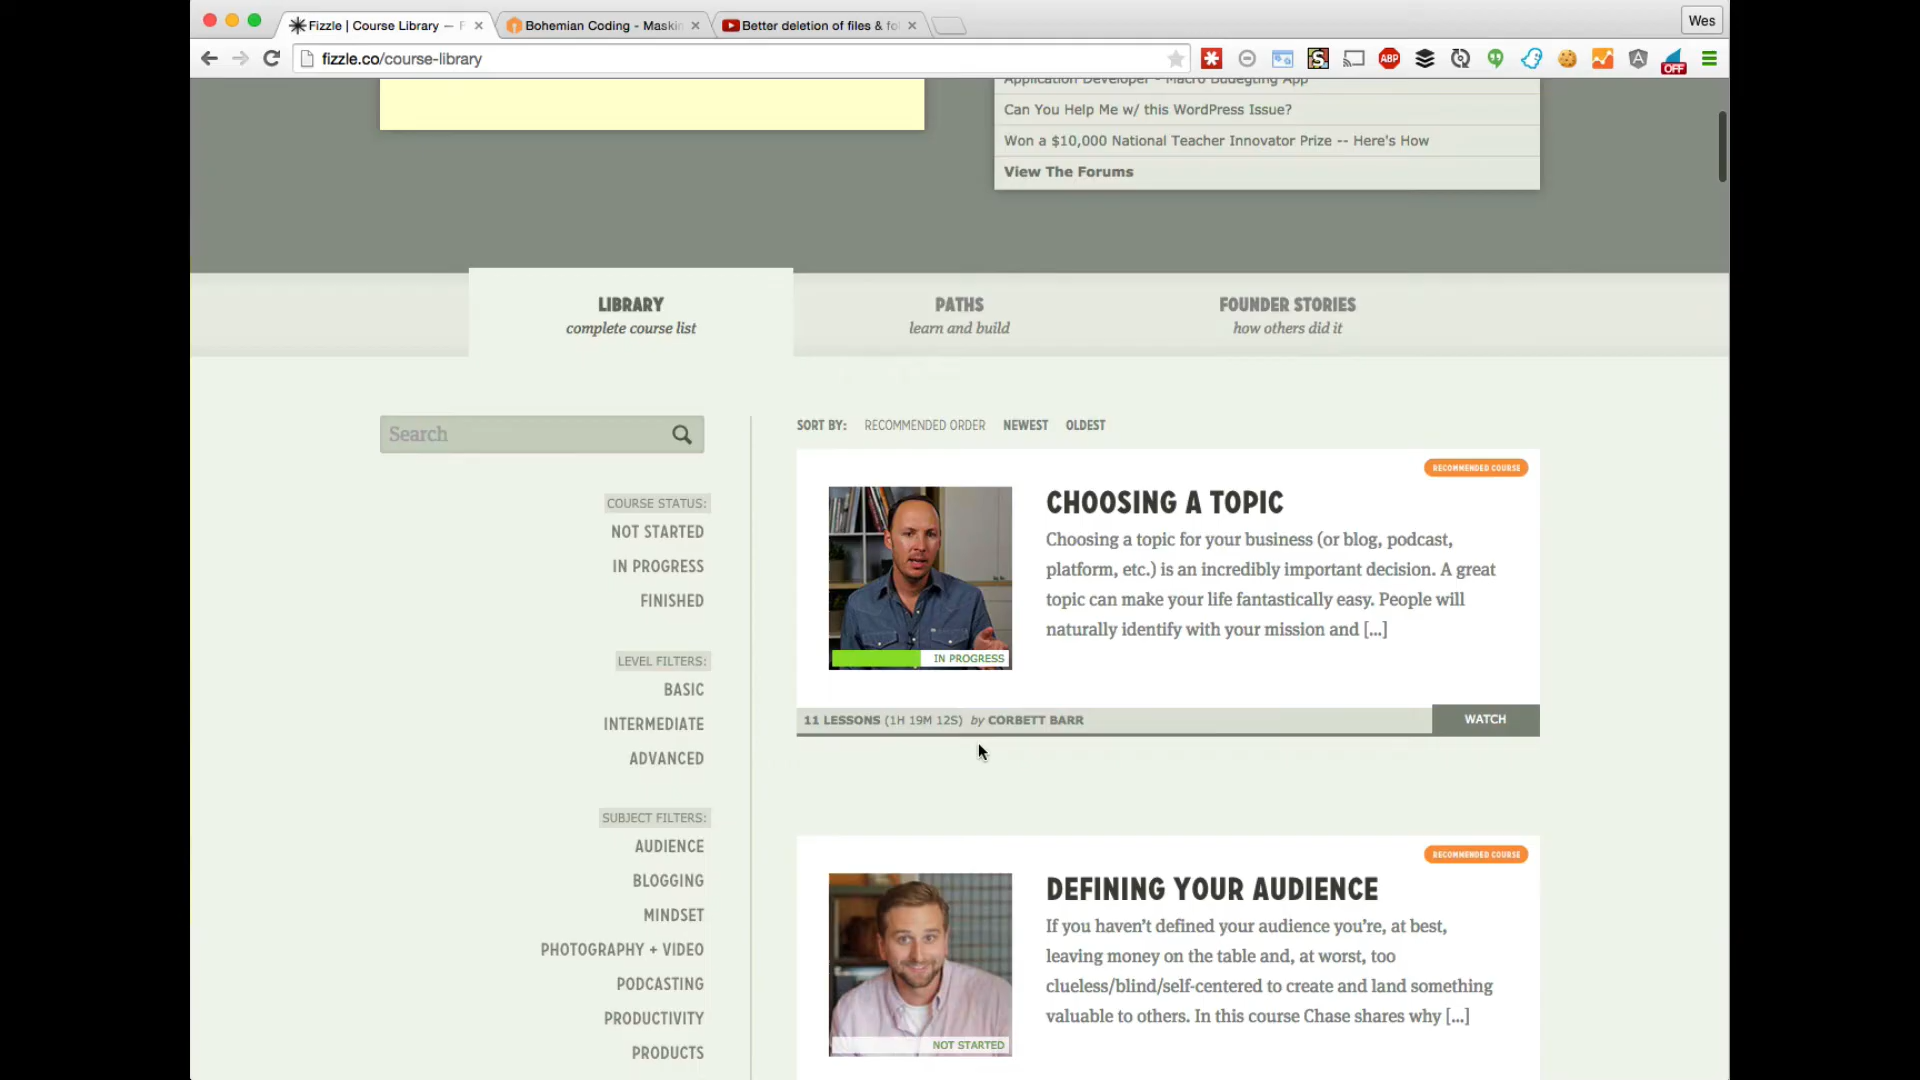 Fizzle | Course Library — F
Bohemian Coding - Maski
Better deletion of files & fo
Wes
fizzle.co/course-library
ABP
OFF
Application Developer - Macro Budegting App
Can You Help Me w/ this WordPress Issue?
Won a $10,000 National Teacher Innovator Prize -- Here's How
View The Forums
LIBRARY
complete course list
PATHS
learn and build
FOUNDER STORIES
how others did it
Search
COURSE STATUS:
NOT STARTED
IN PROGRESS
FINISHED
LEVEL FILTERS:
BASIC
INTERMEDIATE
ADVANCED
SUBJECT FILTERS:
AUDIENCE
BLOGGING
MINDSET
PHOTOGRAPHY + VIDEO
PODCASTING
PRODUCTIVITY
PRODUCTS
SORT BY: RECOMMENDED ORDER NEWEST OLDEST
RECOMMENDED COURSE
CHOOSING A TOPIC
Choosing a topic for your business (or blog, podcast,
platform, etc.) is an incredibly important decision. A great
topic can make your life fantastically easy. People will
naturally identify with your mission and [...]
IN PROGRESS
11 LESSONS (1H 19M 12S) by CORBETT BARR
WATCH
RECOMMENDED COURSE
DEFINING YOUR AUDIENCE
If you haven’t defined your audience you’re, at best,
leaving money on the table and, at worst, too
clueless/blind/self-centered to create and land something
valuable to others. In this course Chase shares why [...]
NOT STARTED